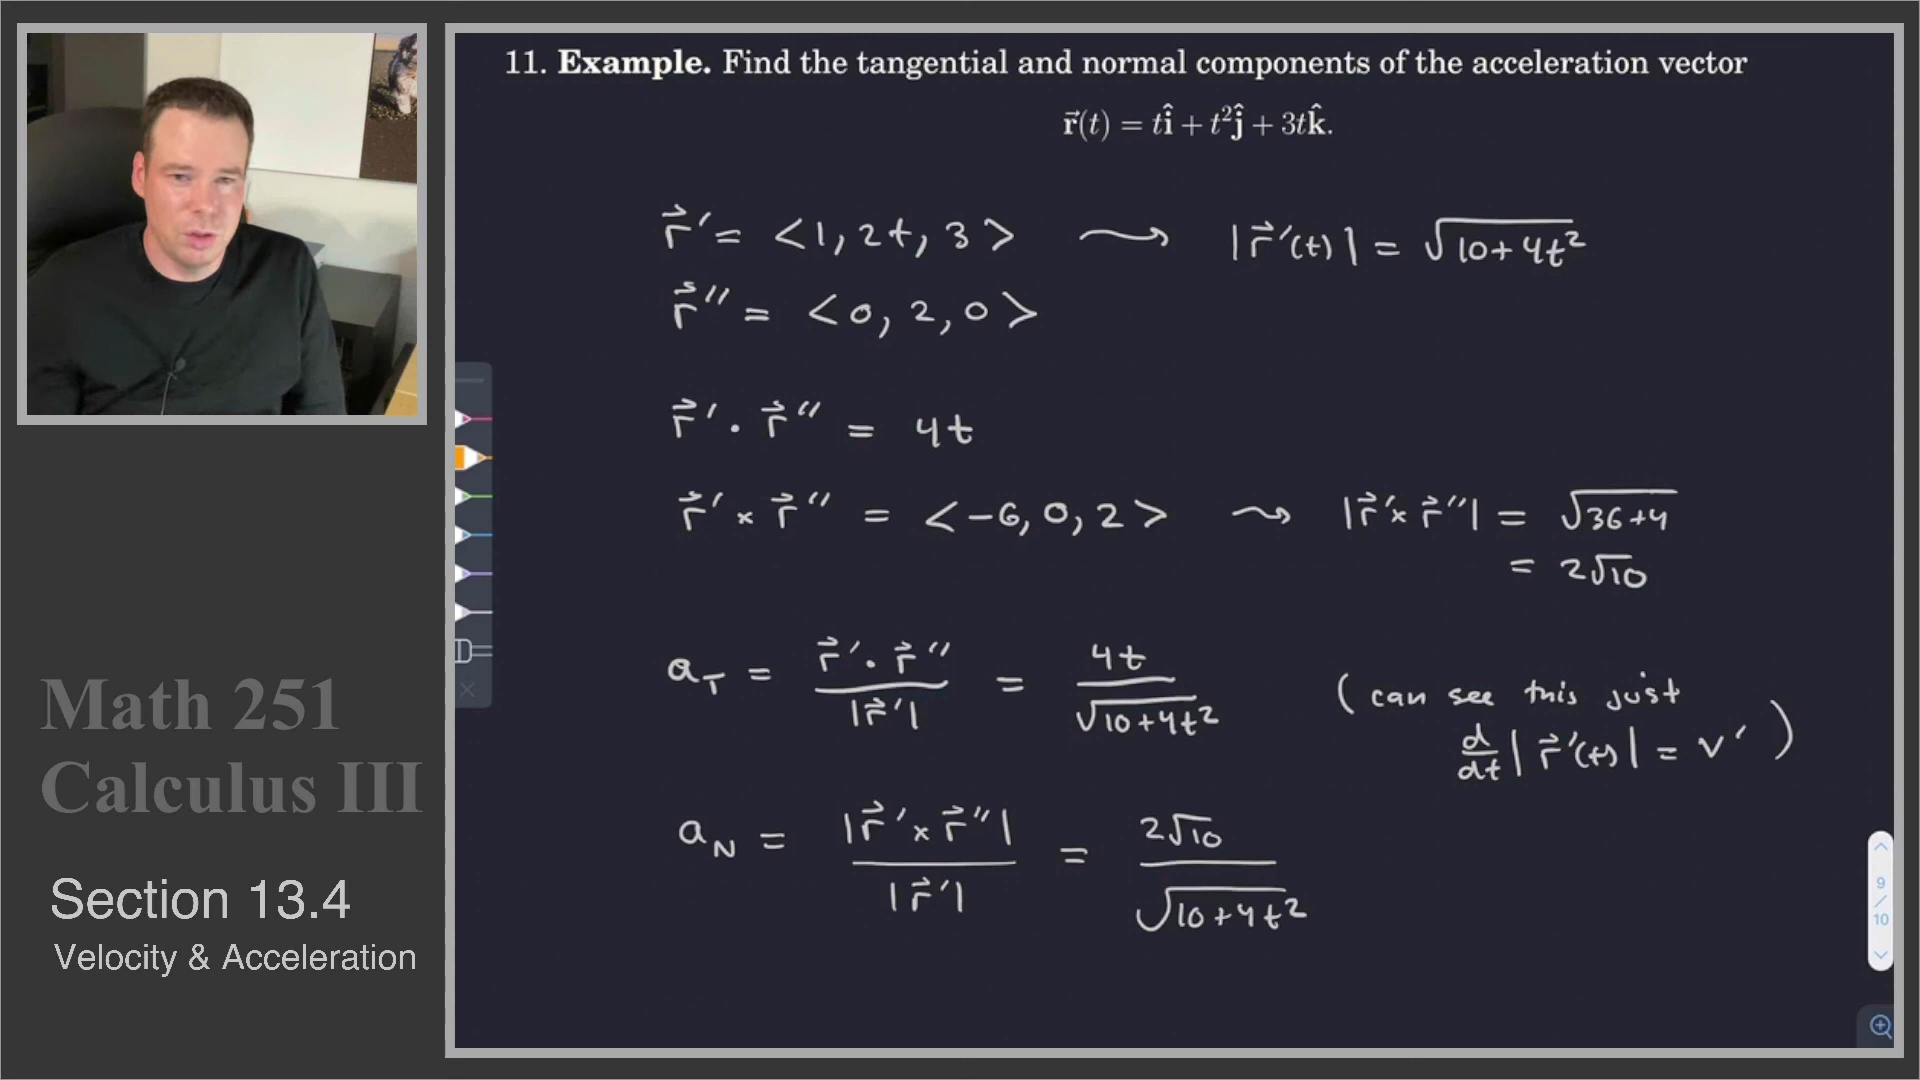 11. Example. Find the tangential and normal components of the acceleration vector
r⃗(t) = tî + t²ĵ + 3tk̂.
r⃗′ = <1, 2t, 3> ⟿ |r⃗′(t)| = √(10+4t²)
r⃗″ = <0, 2, 0>
r⃗′ · r⃗″ = 4t
r⃗′ × r⃗″ = <-6, 0, 2> ⟿ |r⃗′ × r⃗″| = √(36+4)
= 2√10
a_T = (r⃗′ · r⃗″)/|r⃗′| = 4t/√(10+4t²) (can see this just
d/dt |r⃗′(t)| = v′)
a_N = |r⃗′ × r⃗″|/|r⃗′| = 2√10/√(10+4t²)
Math 251
Calculus III
Section 13.4
Velocity & Acceleration
9
/
10